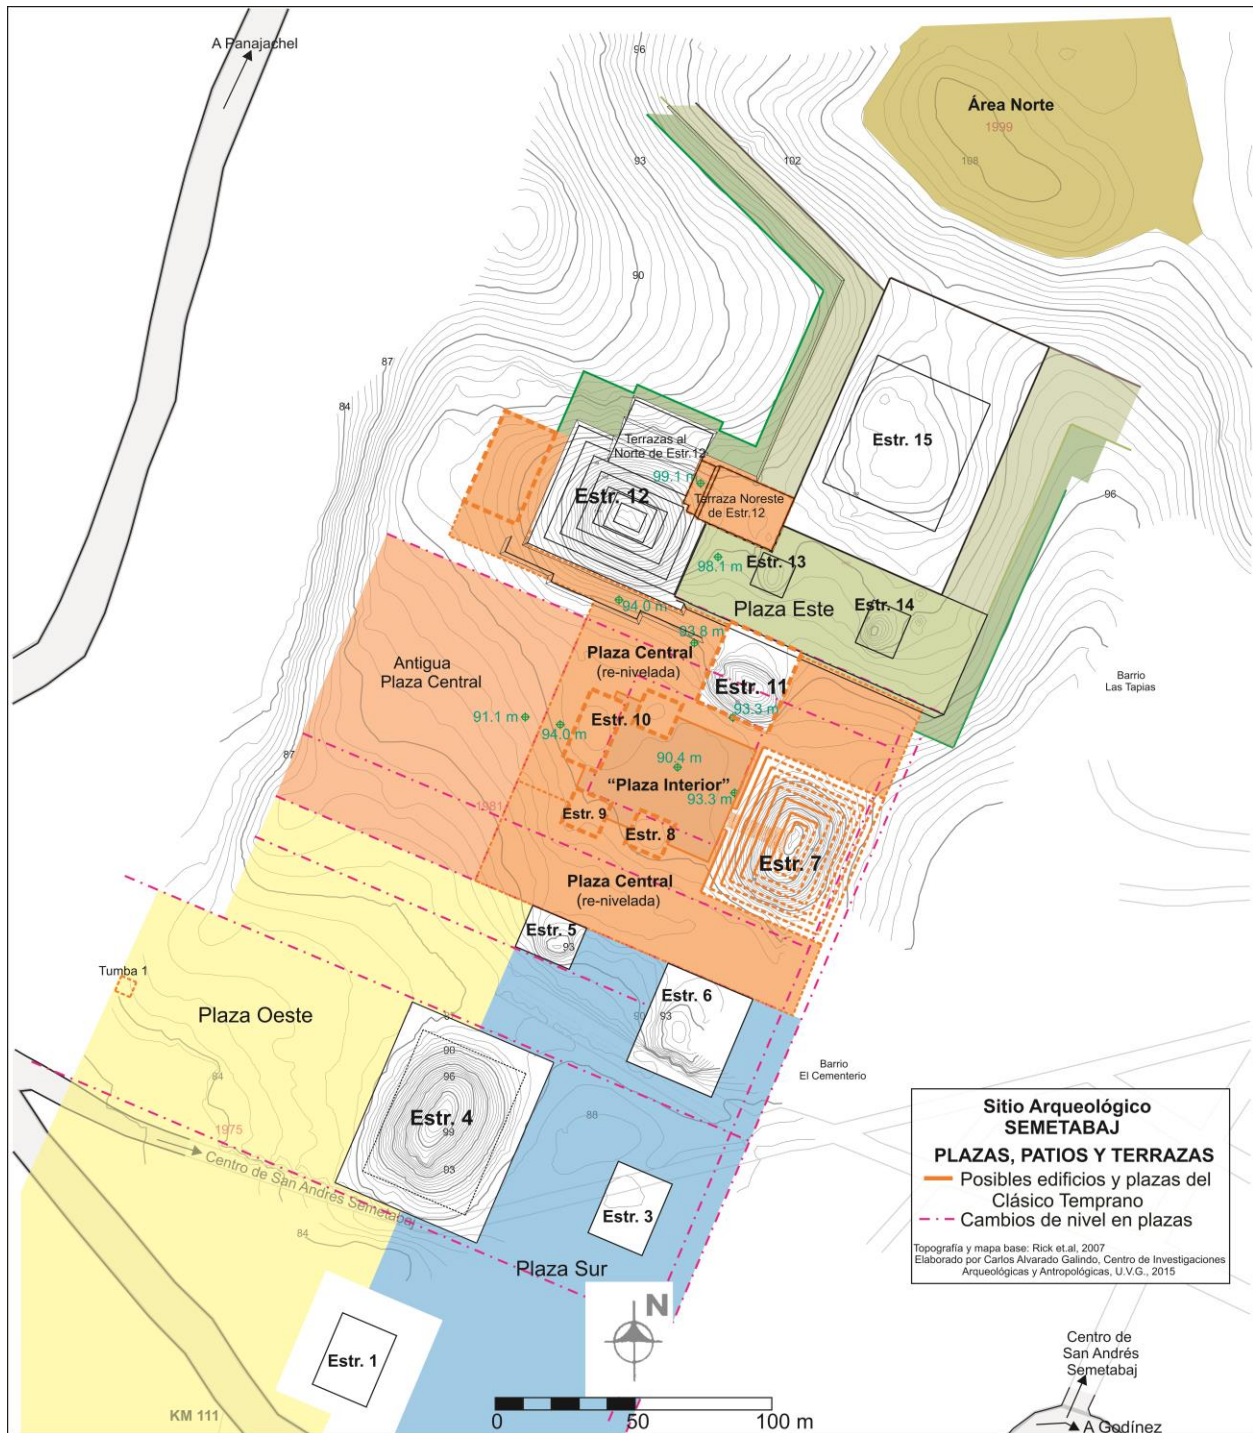 A Panajachel
96
Área Norte
1999
108
93
102
90
87
84
Estr. 15
Terrazas al
Norte de Estr.12
99.1 m
Estr. 12
Terraza Noreste
de Estr.12
96
98.1 m
Estr. 13
94.0 m
Plaza Este
Estr. 14
93.8 m
Plaza Central
(re-nivelada)
Antigua
Plaza Central
Barrio
Las Tapias
Estr. 11
93.3 m
91.1 m
Estr. 10
94.0 m
87
90.4 m
"Plaza Interior"
93.3 m
1981
Estr. 9
Estr. 8
Estr. 7
Plaza Central
(re-nivelada)
Estr. 5
93
Tumba 1
Estr. 6
Plaza Oeste
90
93
90
96
Barrio
El Cementerio
84
Estr. 4
88
99
1975
93
Centro de San Andrés Semetabaj
84
Estr. 3
Plaza Sur
Sitio Arqueológico
SEMETABAJ
PLAZAS, PATIOS Y TERRAZAS
Posibles edificios y plazas del
Clásico Temprano
Cambios de nivel en plazas
Topografía y mapa base: Rick et.al, 2007
Elaborado por Carlos Alvarado Galindo, Centro de Investigaciones
Arqueológicas y Antropológicas, U.V.G., 2015
N
Estr. 1
Centro de
San Andrés
Semetabaj
KM 111
0 50 100 m
A Godínez